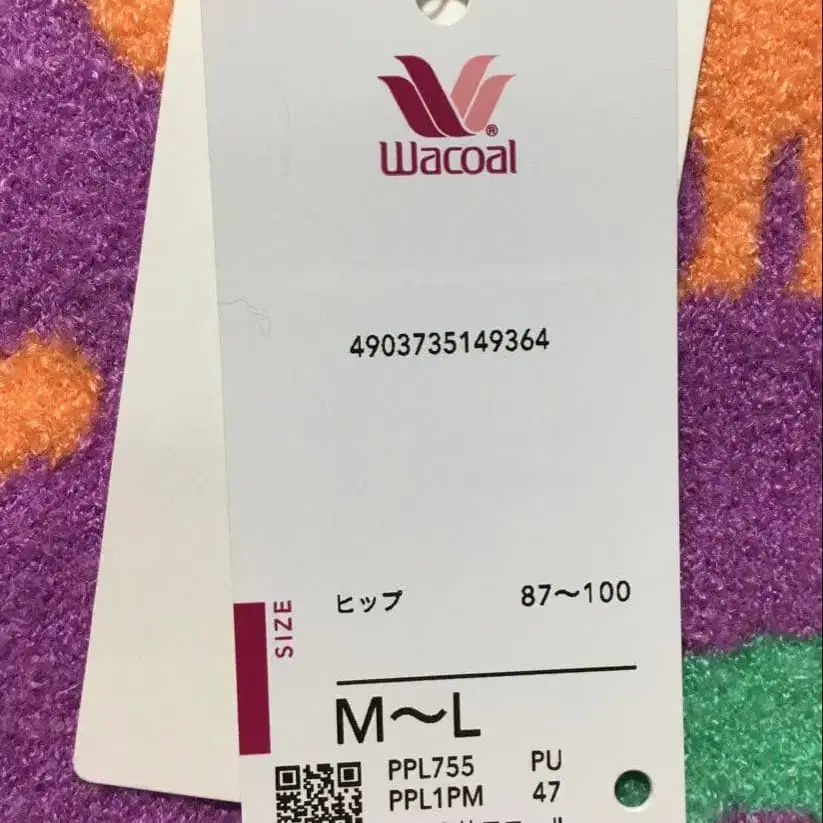 Wacoal®
4903735149364
SIZE
ヒップ 87〜100
M〜L
PPL755 PU
PPL1PM 47